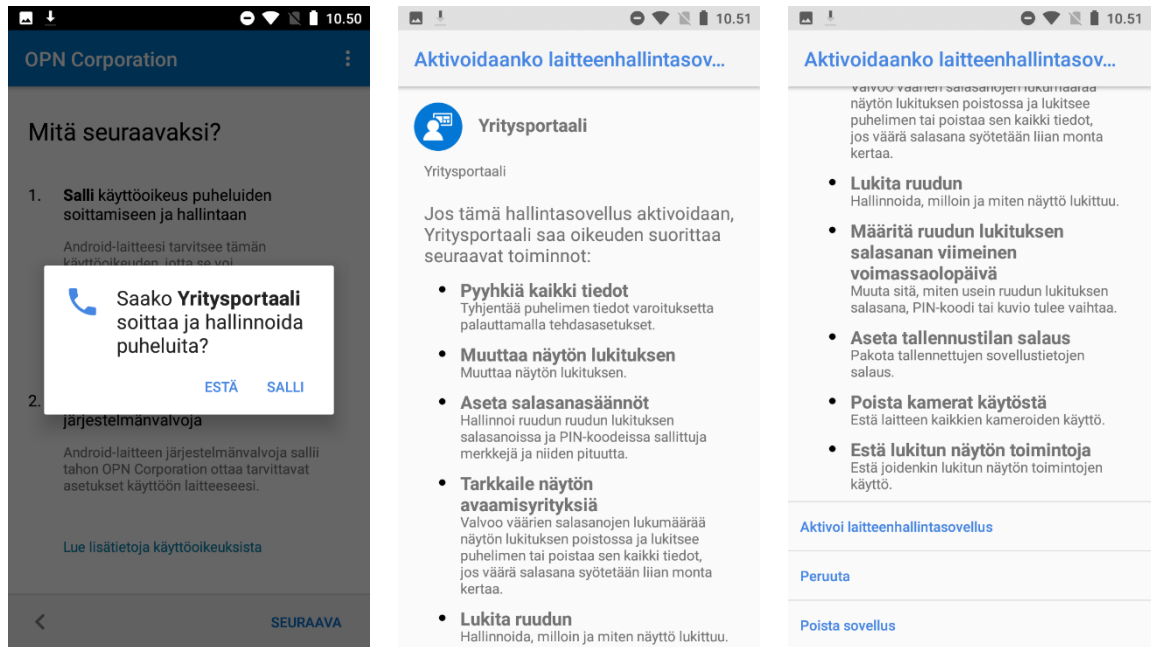 10.50
OPN Corporation
Mitä seuraavaksi?
1. Salli käyttöoikeus puheluiden
soittamiseen ja hallintaan
Android-laitteesi tarvitsee tämän
käyttöoikeuden, jotta se voi
Saako Yritysportaali
soittaa ja hallinnoida
puheluita?
ESTÄ SALLI
2.
järjestelmänvalvoja
Android-laitteen järjestelmänvalvoja sallii
tahon OPN Corporation ottaa tarvittavat
asetukset käyttöön laitteeseesi.
Lue lisätietoja käyttöoikeuksista
SEURAAVA
10.51
Aktivoidaanko laitteenhallintasov...
Yritysportaali
Yritysportaali
Jos tämä hallintasovellus aktivoidaan,
Yritysportaali saa oikeuden suorittaa
seuraavat toiminnot:
• Pyyhkiä kaikki tiedot
Tyhjentää puhelimen tiedot varoituksetta
palauttamalla tehdasasetukset.
• Muuttaa näytön lukituksen
Muuttaa näytön lukituksen.
• Aseta salasanasäännöt
Hallinnoi ruudun ruudun lukituksen
salasanoissa ja PIN-koodeissa sallittuja
merkkejä ja niiden pituutta.
• Tarkkaile näytön
avaamisyrityksiä
Valvoo väärien salasanojen lukumäärää
näytön lukituksen poistossa ja lukitsee
puhelimen tai poistaa sen kaikki tiedot,
jos väärä salasana syötetään liian monta
kertaa.
• Lukita ruudun
Hallinnoida, milloin ja miten näyttö lukittuu.
10.51
Aktivoidaanko laitteenhallintasov...
Valvoo väärien salasanojen lukumäärää
näytön lukituksen poistossa ja lukitsee
puhelimen tai poistaa sen kaikki tiedot,
jos väärä salasana syötetään liian monta
kertaa.
• Lukita ruudun
Hallinnoida, milloin ja miten näyttö lukittuu.
• Määritä ruudun lukituksen
salasanan viimeinen
voimassaolopäivä
Muuta sitä, miten usein ruudun lukituksen
salasana, PIN-koodi tai kuvio tulee vaihtaa.
• Aseta tallennustilan salaus
Pakota tallennettujen sovellustietojen
salaus.
• Poista kamerat käytöstä
Estä laitteen kaikkien kameroiden käyttö.
• Estä lukitun näytön toimintoja
Estä joidenkin lukitun näytön toimintojen
käyttö.
Aktivoi laitteenhallintasovellus
Peruuta
Poista sovellus